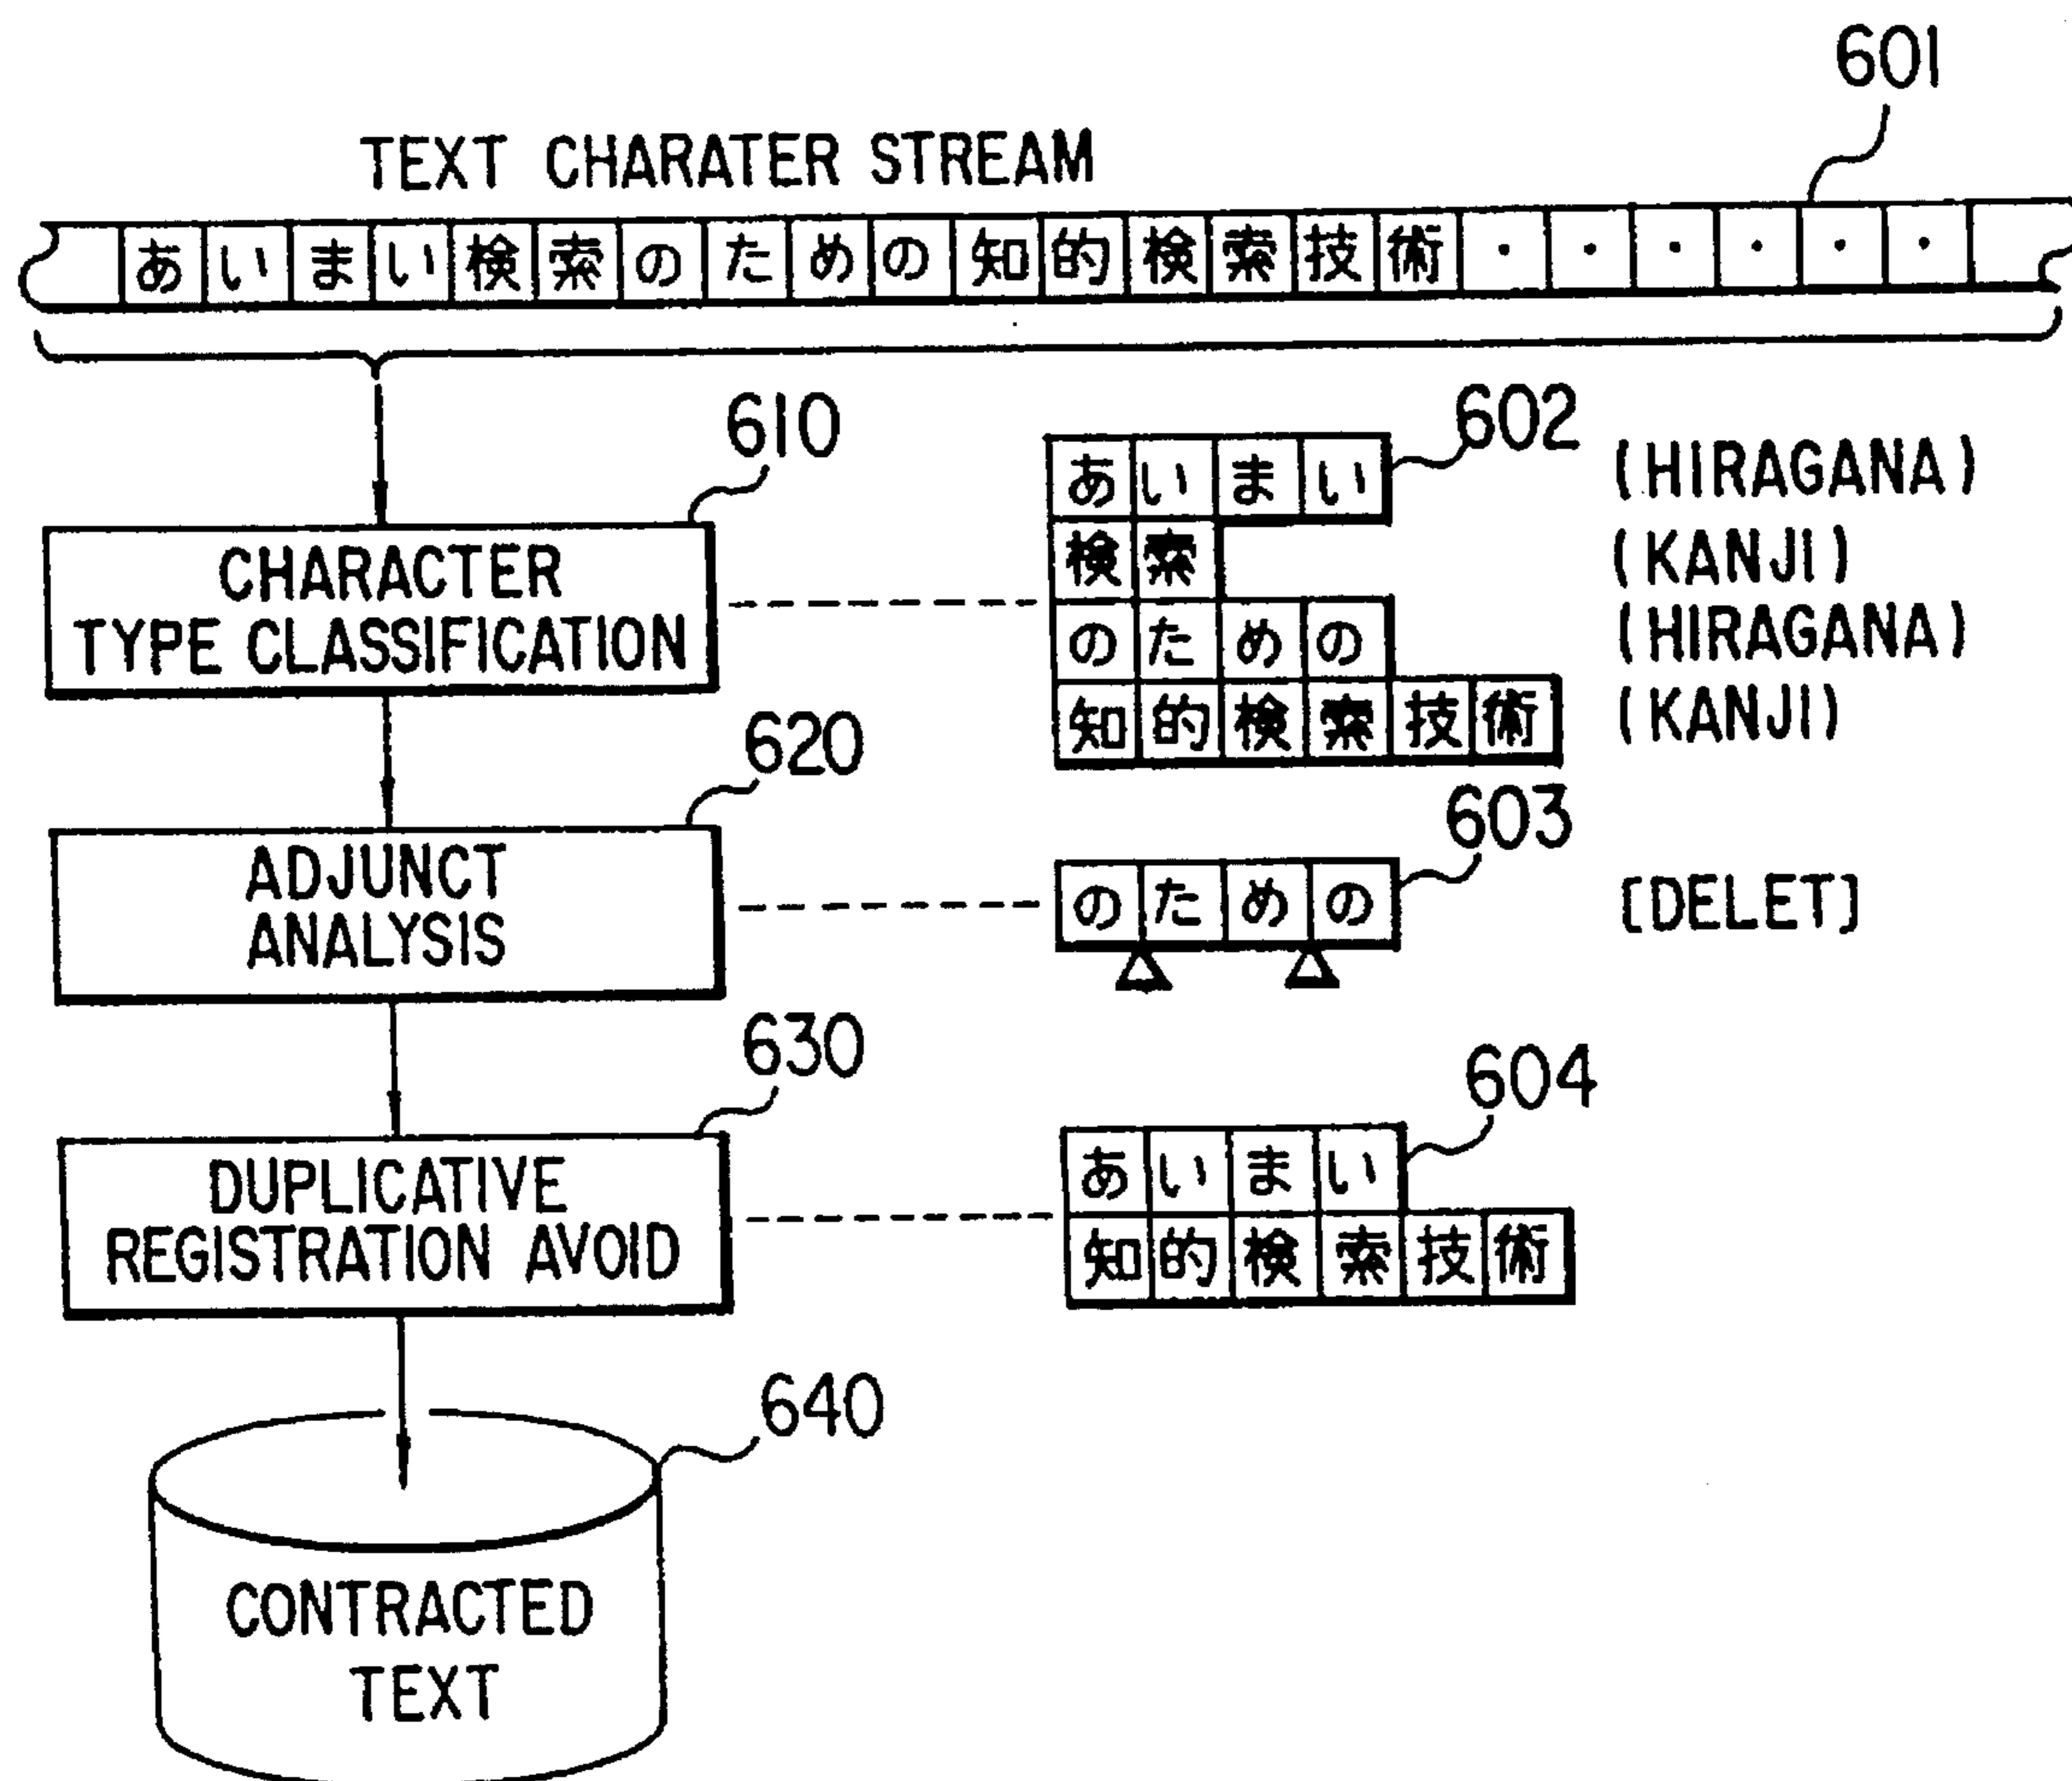 601
TEXT CHARATER STREAM
あいまい検索のための知的検索技術・・・・・・
610
602
あいまい (HIRAGANA)
検索 (KANJI)
のための (HIRAGANA)
知的検索技術 (KANJI)
CHARACTER
TYPE CLASSIFICATION
620
603
ADJUNCT
ANALYSIS
のための [DELET]
630
604
DUPLICATIVE
REGISTRATION AVOID
あいまい
知的検索技術
640
CONTRACTED
TEXT